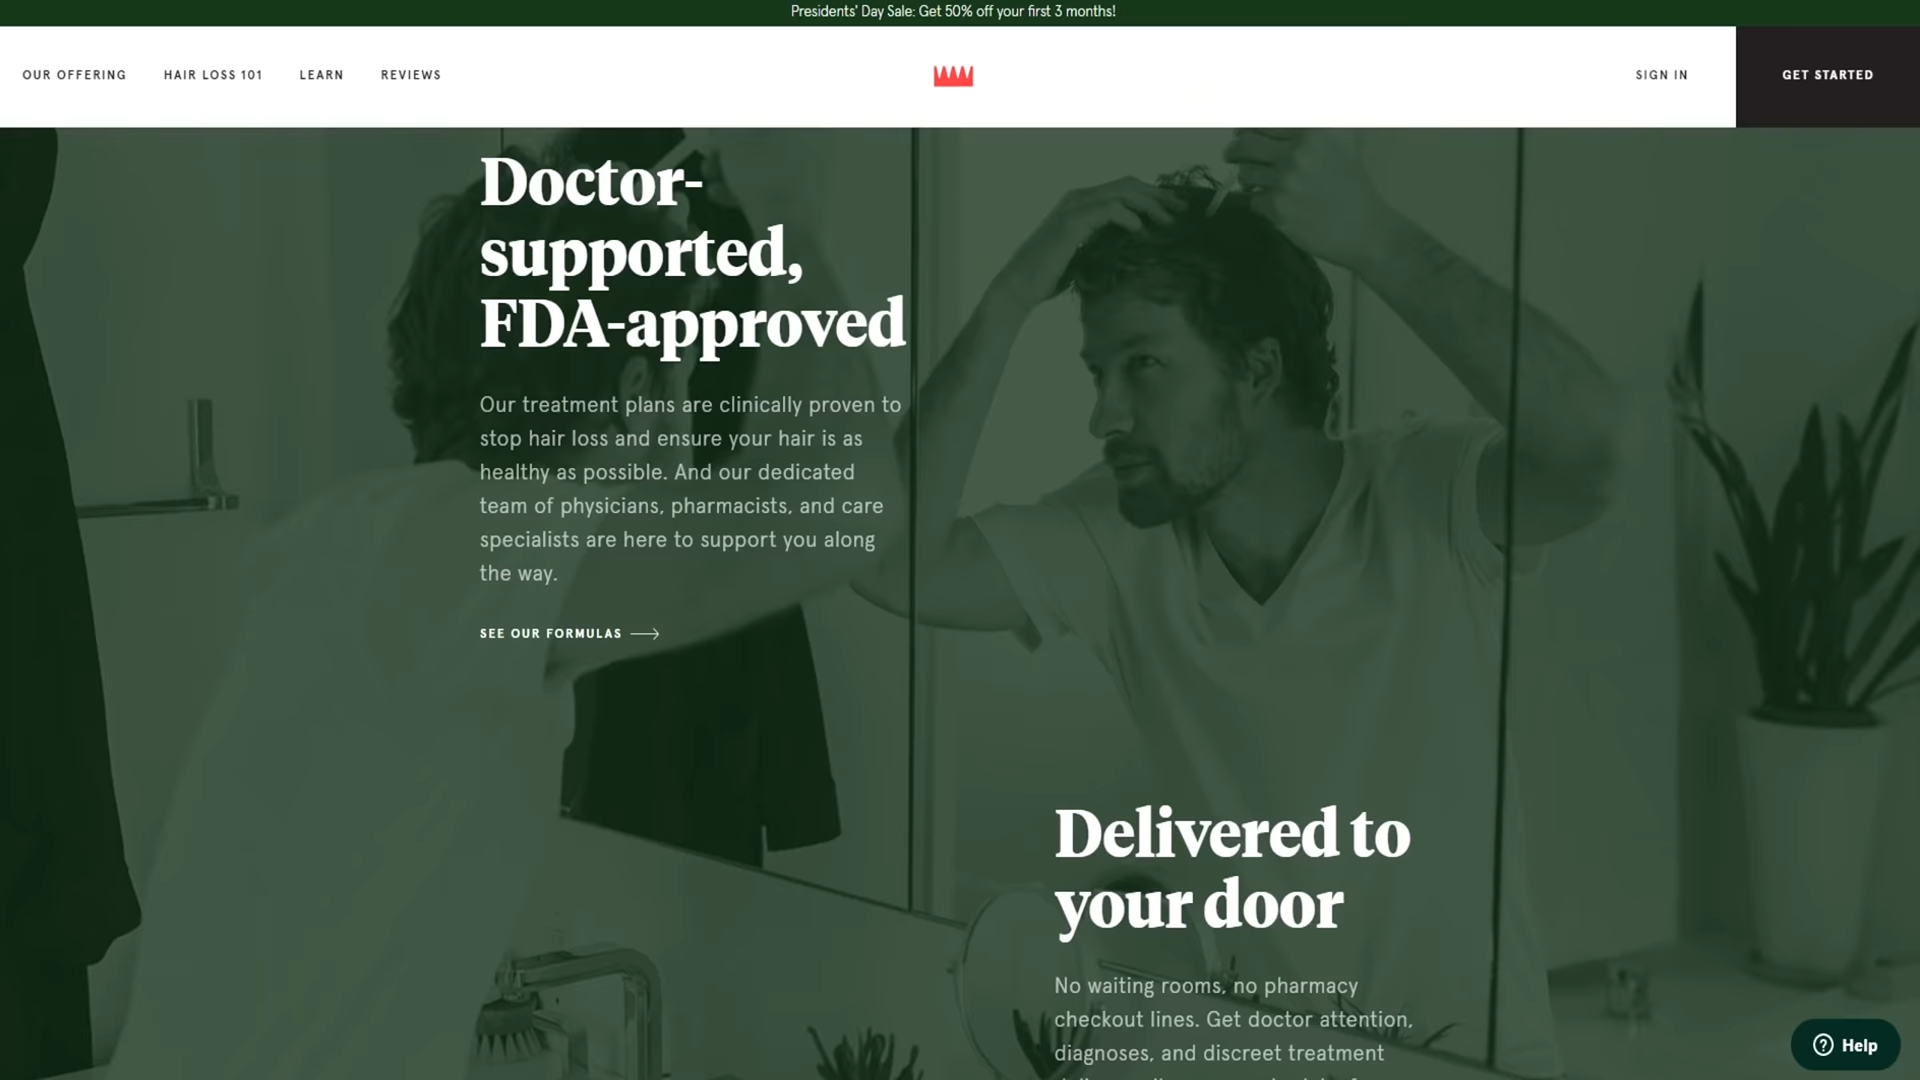 Presidents' Day Sale: Get 50% off your first 3 months!
OUR OFFERING
HAIR LOSS 101
LEARN
REVIEWS
SIGN IN
GET STARTED
Doctor-
supported,
FDA-approved
Our treatment plans are clinically proven to
stop hair loss and ensure your hair is as
healthy as possible. And our dedicated
team of physicians, pharmacists, and care
specialists are here to support you along
the way.
SEE OUR FORMULAS
Delivered to
your door
No waiting rooms, no pharmacy
checkout lines. Get doctor attention,
diagnoses, and discreet treatment
Help